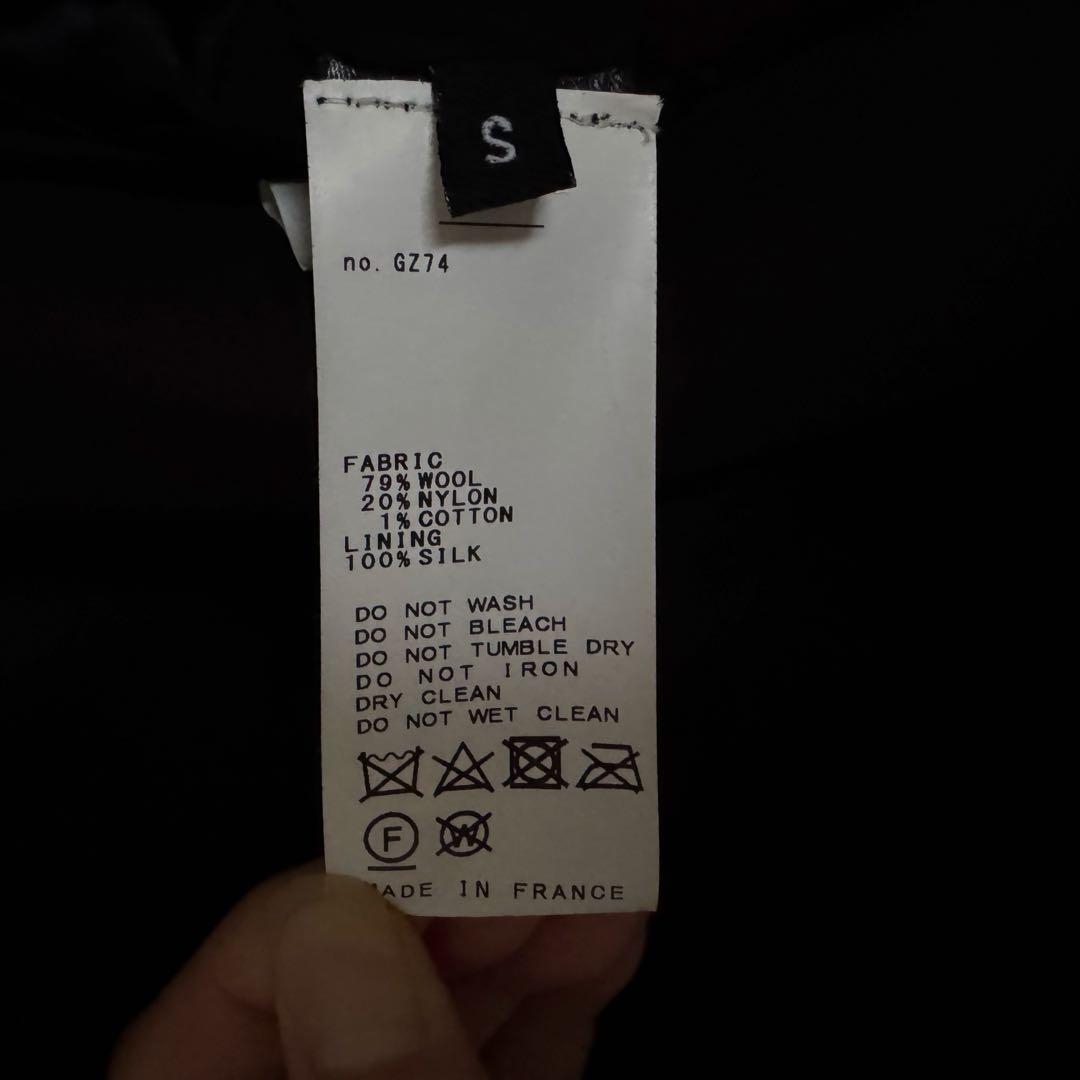 S
no. GZ74
FABRIC
79% WOOL
20% NYLON
1% COTTON
LINING
100% SILK
DO NOT WASH
DO NOT BLEACH
DO NOT TUMBLE DRY
DO NOT IRON
DRY CLEAN
DO NOT WET CLEAN
F W
MADE IN FRANCE